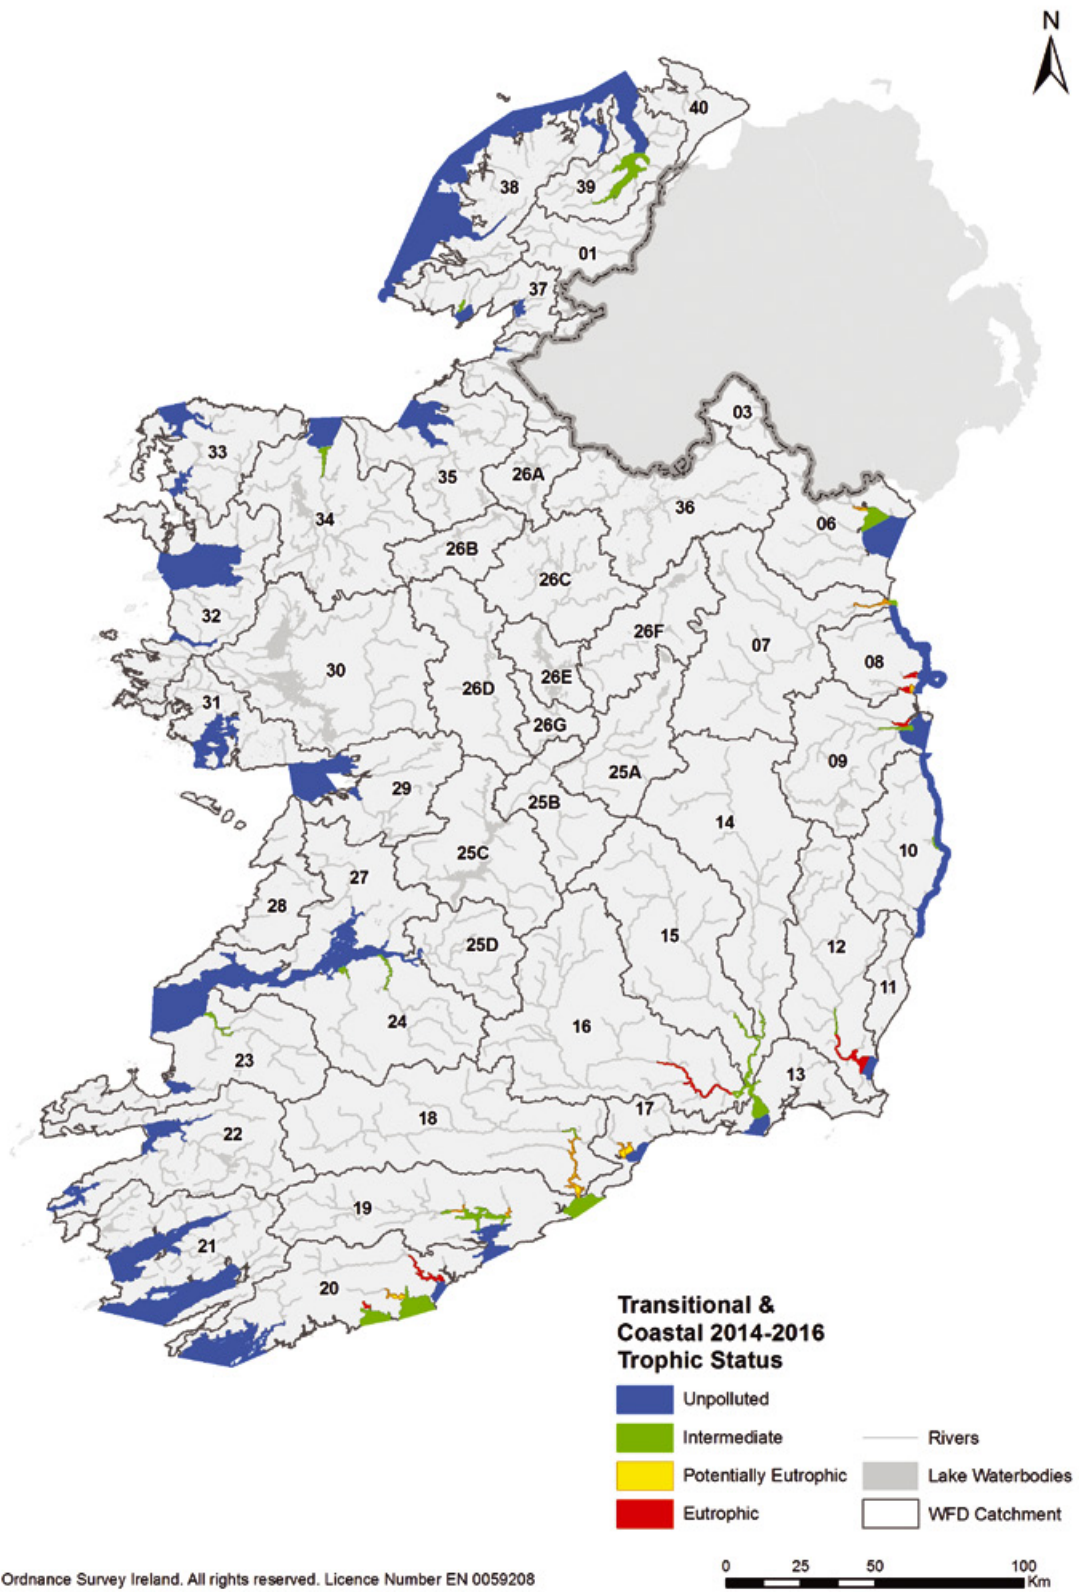 N
40
38
39
01
37
03
33
35
26A
34
36
06
26B
26C
32
26F
07
08
30
26E
26D
31
26G
09
25A
29
25B
14
25C
10
27
28
15
25D
12
11
24
16
23
13
17
18
22
19
21
20
Transitional &
Coastal 2014-2016
Trophic Status
Unpolluted
Intermediate
Rivers
Potentially Eutrophic
Lake Waterbodies
Eutrophic
WFD Catchment
0 25 50 100
Km
Ordnance Survey Ireland. All rights reserved. Licence Number EN 0059208